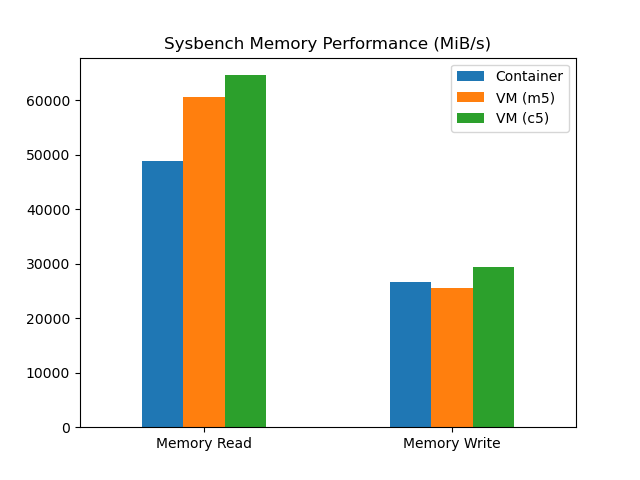 Sysbench Memory Performance (MiB/s)
Container
VM (m5)
VM (c5)
60000
50000
40000
30000
20000
10000
0
Memory Read
Memory Write